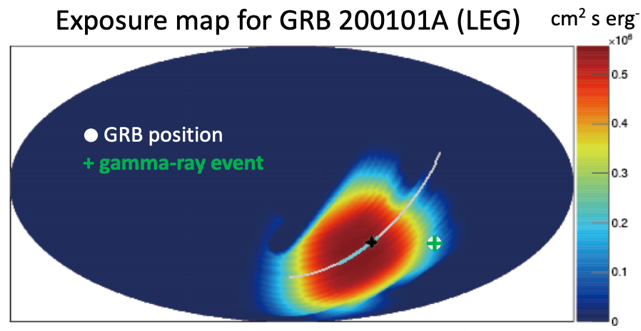 Exposure map for GRB 200101A (LEG)
cm² s erg⁻
×10⁶
0.5
0.4
0.3
0.2
0.1
0
GRB position
+ gamma-ray event